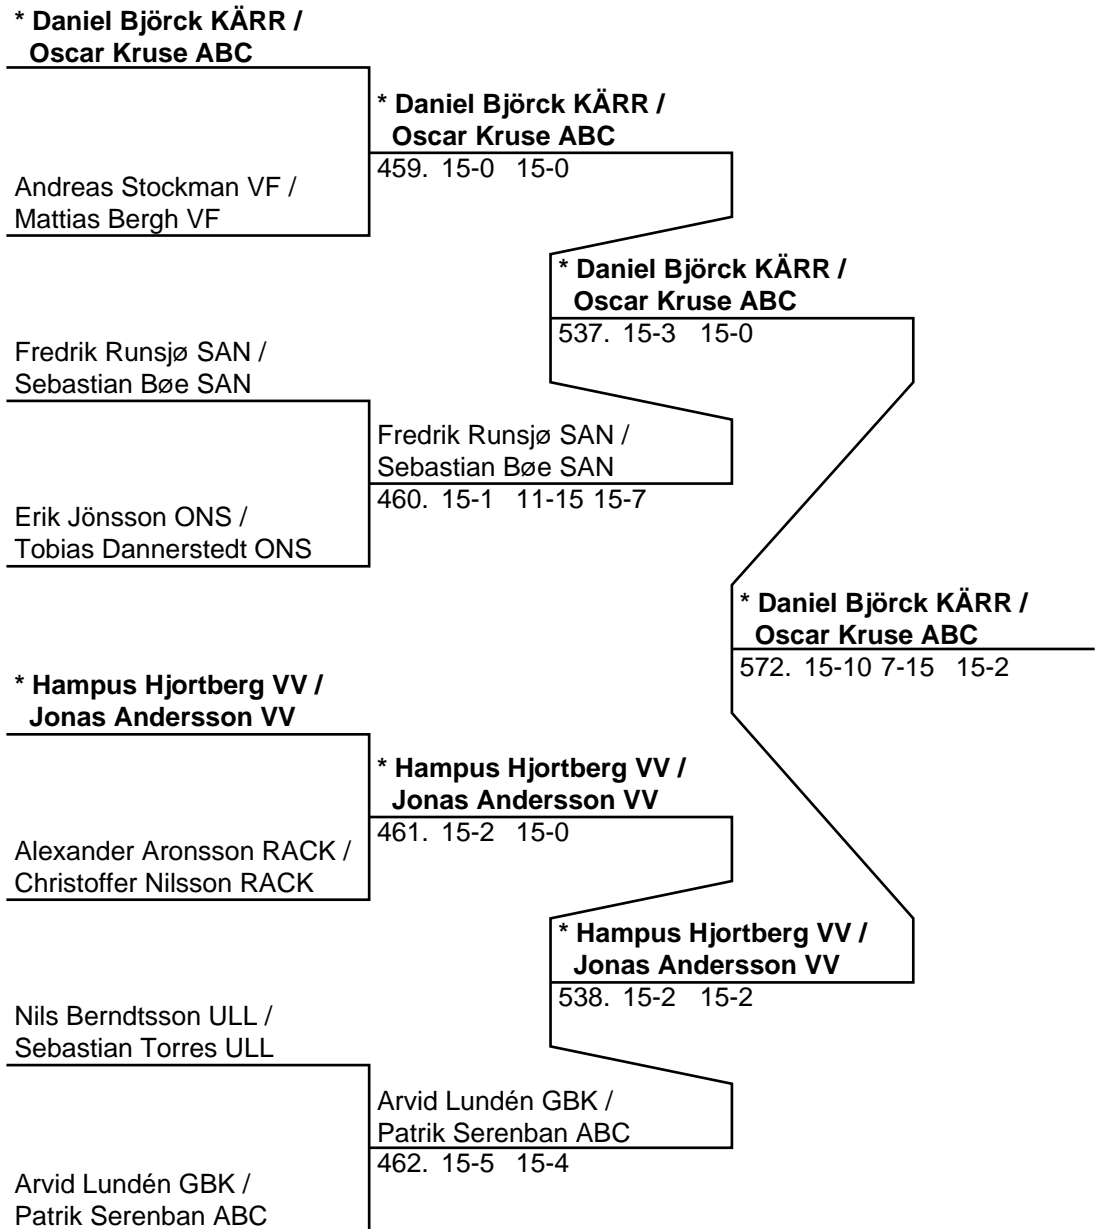 * Daniel Björck KÄRR /
Oscar Kruse ABC
* Daniel Björck KÄRR /
Oscar Kruse ABC
459. 15-0 15-0
Andreas Stockman VF /
Mattias Bergh VF
* Daniel Björck KÄRR /
Oscar Kruse ABC
537. 15-3 15-0
Fredrik Runsjø SAN /
Sebastian Bøe SAN
Fredrik Runsjø SAN /
Sebastian Bøe SAN
460. 15-1 11-15 15-7
Erik Jönsson ONS /
Tobias Dannerstedt ONS
* Daniel Björck KÄRR /
Oscar Kruse ABC
572. 15-10 7-15 15-2
* Hampus Hjortberg VV /
Jonas Andersson VV
* Hampus Hjortberg VV /
Jonas Andersson VV
461. 15-2 15-0
Alexander Aronsson RACK /
Christoffer Nilsson RACK
* Hampus Hjortberg VV /
Jonas Andersson VV
538. 15-2 15-2
Nils Berndtsson ULL /
Sebastian Torres ULL
Arvid Lundén GBK /
Patrik Serenban ABC
462. 15-5 15-4
Arvid Lundén GBK /
Patrik Serenban ABC